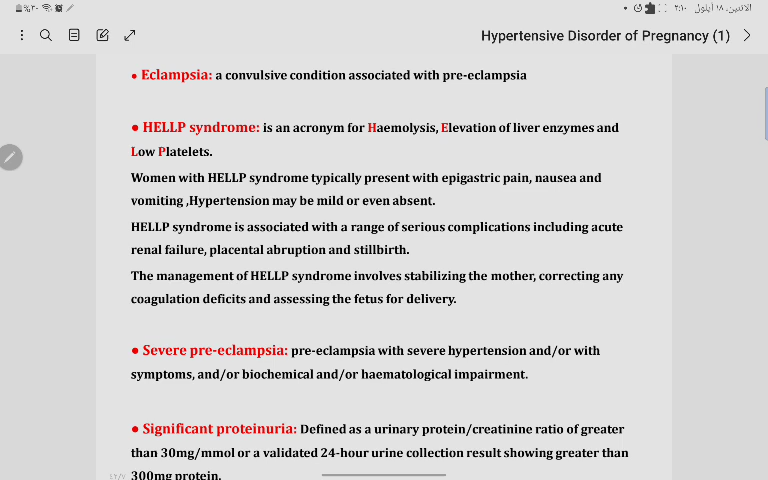 %٢٠
الاثنين، ١٨ أيلول ٢:١٠
Hypertensive Disorder of Pregnancy (1)
• Eclampsia: a convulsive condition associated with pre-eclampsia
• HELLP syndrome: is an acronym for Haemolysis, Elevation of liver enzymes and
Low Platelets.
Women with HELLP syndrome typically present with epigastric pain, nausea and
vomiting ,Hypertension may be mild or even absent.
HELLP syndrome is associated with a range of serious complications including acute
renal failure, placental abruption and stillbirth.
The management of HELLP syndrome involves stabilizing the mother, correcting any
coagulation deficits and assessing the fetus for delivery.
• Severe pre-eclampsia: pre-eclampsia with severe hypertension and/or with
symptoms, and/or biochemical and/or haematological impairment.
• Significant proteinuria: Defined as a urinary protein/creatinine ratio of greater
than 30mg/mmol or a validated 24-hour urine collection result showing greater than
300mg protein.